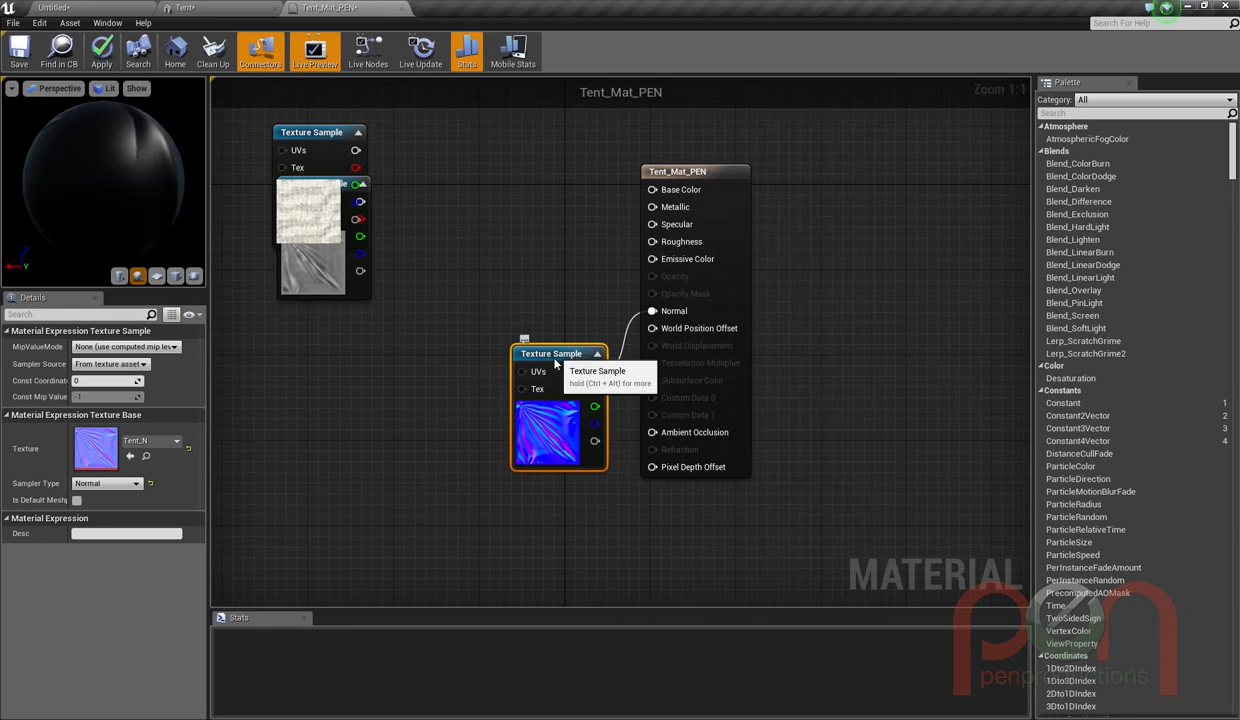 Untitled*
Tent*
Tent_Mat_PEN*
File
Edit
Asset
Window
Help
Search For Help
Save
Find in CB
Apply
Search
Home
Clean Up
Connectors
Live Preview
Live Nodes
Live Update
Stats
Mobile Stats
Perspective
Lit
Show
Tent_Mat_PEN
Zoom 1:1
Texture Sample
UVs
Tex
Tent_Mat_PEN
Base Color
Metallic
Specular
Roughness
Emissive Color
Opacity
Opacity Mask
Normal
World Position Offset
World Displacement
Tessellation Multiplier
Subsurface Color
Custom Data 0
Custom Data 1
Ambient Occlusion
Refraction
Pixel Depth Offset
Texture Sample
UVs
Tex
Texture Sample
hold (Ctrl + Alt) for more
MATERIAL
Stats
Details
Search
Material Expression Texture Sample
MipValueMode
None (use computed mip lev
Sampler Source
From texture asset
Const Coordina
0
Const Mip Value
-1
Material Expression Texture Base
Texture
Tent_N
Sampler Type
Normal
Is Default Meshp
Material Expression
Desc
Palette
Category:
All
Search
Atmosphere
AtmosphericFogColor
Blends
Blend_ColorBurn
Blend_ColorDodge
Blend_Darken
Blend_Difference
Blend_Exclusion
Blend_HardLight
Blend_Lighten
Blend_LinearBurn
Blend_LinearDodge
Blend_LinearLight
Blend_Overlay
Blend_PinLight
Blend_Screen
Blend_SoftLight
Lerp_ScratchGrime
Lerp_ScratchGrime2
Color
Desaturation
Constants
Constant 1
Constant2Vector 2
Constant3Vector 3
Constant4Vector 4
DistanceCullFade
ParticleColor
ParticleDirection
ParticleMotionBlurFade
ParticleRadius
ParticleRandom
ParticleRelativeTime
ParticleSize
ParticleSpeed
PerInstanceFadeAmount
PerInstanceRandom
PrecomputedAOMask
Time
TwoSidedSign
VertexColor
ViewProperty
Coordinates
1Dto2DIndex
1Dto3DIndex
2Dto1DIndex
3Dto1DIndex
pen
penproductions